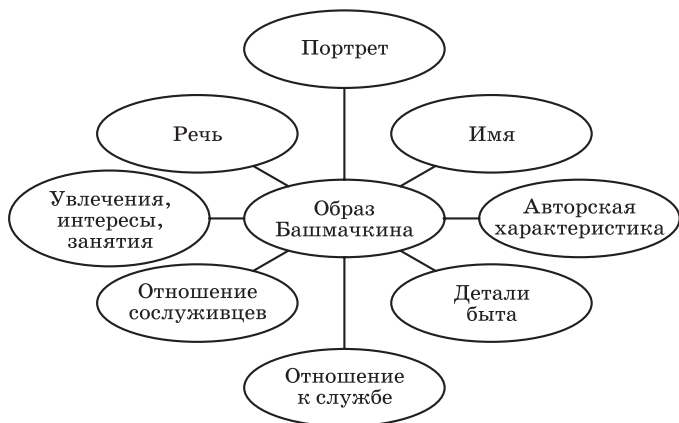 Портрет
Речь
Имя
Увлечения,
интересы,
занятия
Образ
Башмачкина
Авторская
характеристика
Отношение
сослуживцев
Детали
быта
Отношение
к службе